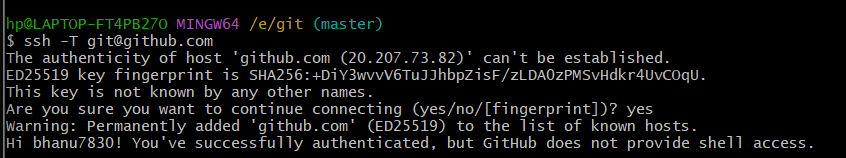 hp@LAPTOP-FT4PB27O MINGW64 /e/git (master)
$ ssh -T git@github.com
The authenticity of host 'github.com (20.207.73.82)' can't be established.
ED25519 key fingerprint is SHA256:+DiY3wvvV6TuJJhbpZisF/zLDA0zPMSvHdkr4UvCOqU.
This key is not known by any other names.
Are you sure you want to continue connecting (yes/no/[fingerprint])? yes
Warning: Permanently added 'github.com' (ED25519) to the list of known hosts.
Hi bhanu7830! You've successfully authenticated, but GitHub does not provide shell access.